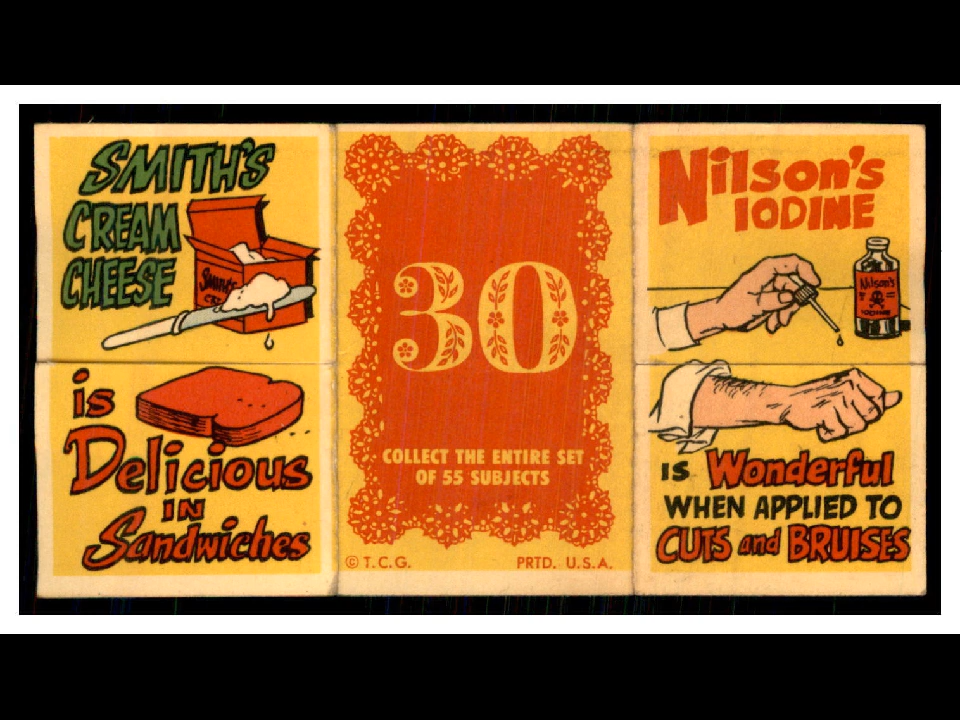 SMITH'S
CREAM
CHEESE
SMITH'S
is
Delicious
IN
Sandwiches
30
COLLECT THE ENTIRE SET
OF 55 SUBJECTS
© T.C.G. PRTD. U.S.A.
Nilson's
IODINE
Nilson's
IODINE
IS Wonderful
WHEN APPLIED TO
CUTS and BRUISES